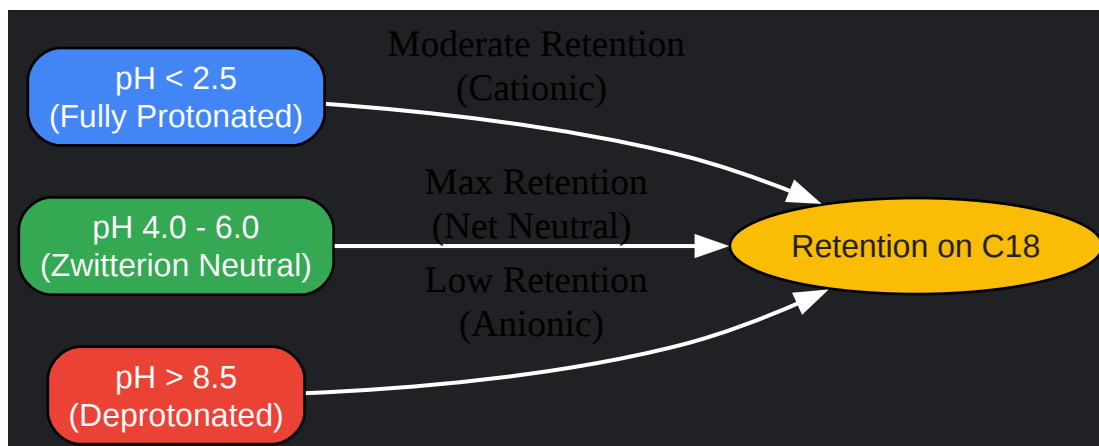 pH < 2.5
(Fully Protonated)
Moderate Retention
(Cationic)
pH 4.0 - 6.0
(Zwitterion Neutral)
Max Retention
(Net Neutral)
pH > 8.5
(Deprotonated)
Low Retention
(Anionic)
Retention on C18